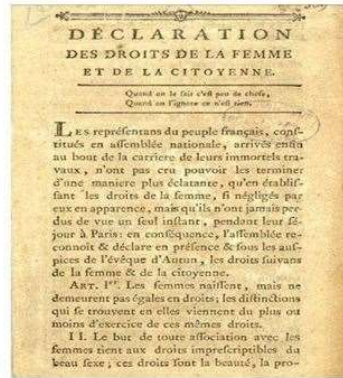 DÉCLARATION
DES DROITS DE LA FEMME
ET DE LA CITOYENNE.
Quand on le fait c'est peu de chose,
Quand on l'ignore ce n'est rien.
LES représentans du peuple français, cons-
titués en assemblée nationale, arrivés enfin
au bout de la carriere de leurs immortels tra-
vaux, n'ont pas cru pouvoir les terminer
d'une maniere plus éclatante, qu'en établis-
sant les droits de la femme, si négligés par
eux en apparence, mais qu'ils n'ont jamais per-
dus de vue un seul instant, pendant leur sé-
jour à Paris: en conséquence, l'assemblée re-
connoît & déclare en présence & sous les aus-
pices de l'évêque d'Autun, les droits suivans
de la femme & de la citoyenne.
ART. Ier. Les femmes naissent, mais ne
demeurent pas égales en droits; les distinctions
qui se trouvent en elles viennent du plus ou
moins d'exercice de ces mêmes droits.
II. Le but de toute association avec les
femmes tient aux droits imprescriptibles du
beau sexe; ces droits sont la beauté, la pro-